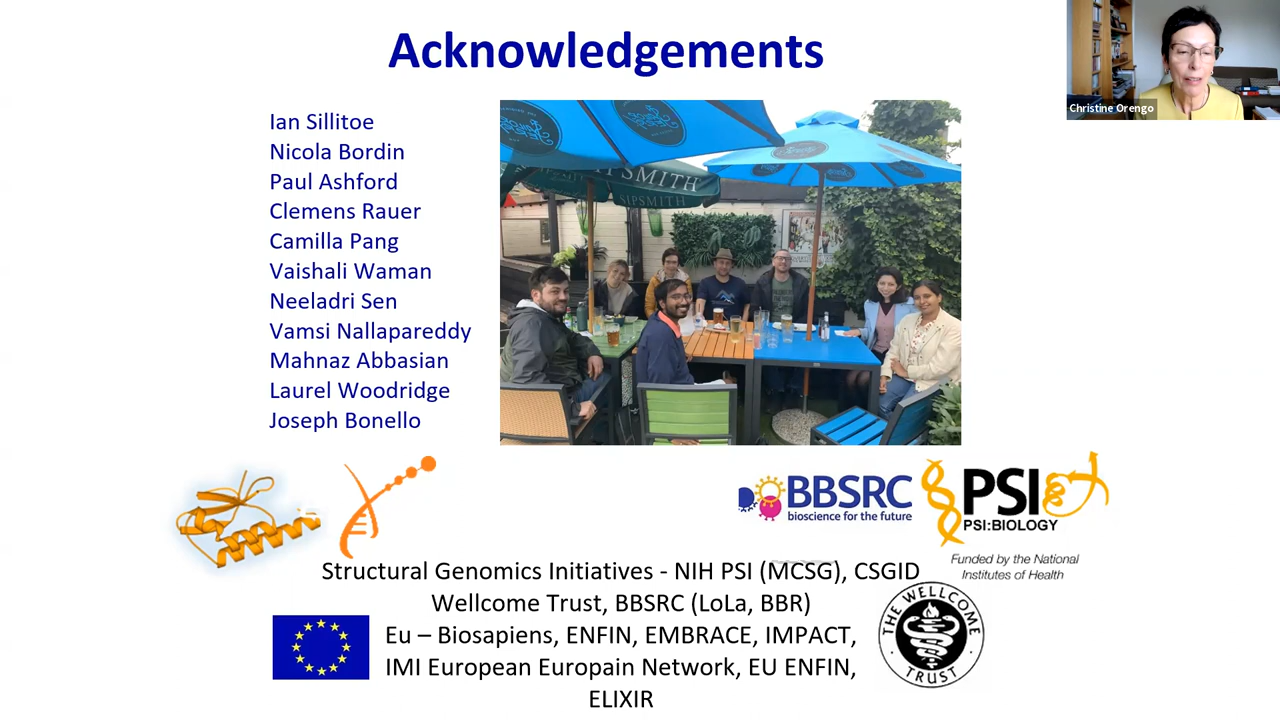 Acknowledgements
Christine Orengo
Ian Sillitoe
Nicola Bordin
Paul Ashford
Clemens Rauer
Camilla Pang
Vaishali Waman
Neeladri Sen
Vamsi Nallapareddy
Mahnaz Abbasian
Laurel Woodridge
Joseph Bonello
SIPSMITH
SIPSMITH
BBSRC
bioscience for the future
PSI
PSI:BIOLOGY
Funded by the National
Institutes of Health
Structural Genomics Initiatives - NIH PSI (MCSG), CSGID
Wellcome Trust, BBSRC (LoLa, BBR)
Eu – Biosapiens, ENFIN, EMBRACE, IMPACT,
IMI European Europain Network, EU ENFIN,
ELIXIR
THE WELLCOME
TRUST